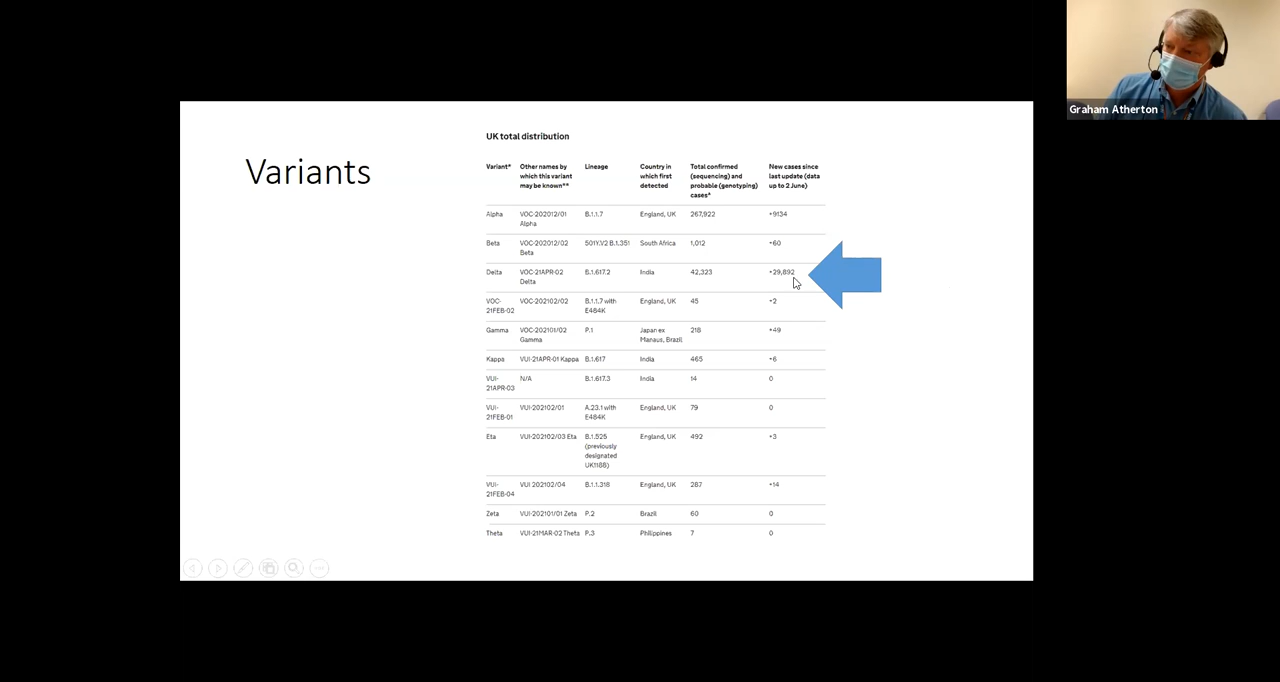 Graham Atherton
Variants
UK total distribution
Variant* Other names by which this variant may be known** Lineage Country in which first detected Total confirmed (sequencing) and probable (genotyping) cases^ New cases since last update (data up to 2 June)
Alpha VOC-202012/01 Alpha B.1.1.7 England, UK 267,922 +9134
Beta VOC-202012/02 Beta 501Y.V2 B.1.351 South Africa 1,012 +60
Delta VOC-21APR-02 Delta B.1.617.2 India 42,323 +29,892
VOC-21FEB-02 VOC-202102/02 B.1.1.7 with E484K England, UK 45 +2
Gamma VOC-202101/02 Gamma P.1 Japan ex Manaus, Brazil 218 +49
Kappa VUI-21APR-01 Kappa B.1.617 India 465 +6
VUI-21APR-03 N/A B.1.617.3 India 14 0
VUI-21FEB-01 VUI-202102/01 A.23.1 with E484K England, UK 79 0
Eta VUI-202102/03 Eta B.1.525 (previously designated UK1188) England, UK 492 +3
VUI-21FEB-04 VUI 202102/04 B.1.1.318 England, UK 287 +14
Zeta VUI-202101/01 Zeta P.2 Brazil 60 0
Theta VUI-21MAR-02 Theta P.3 Philippines 7 0